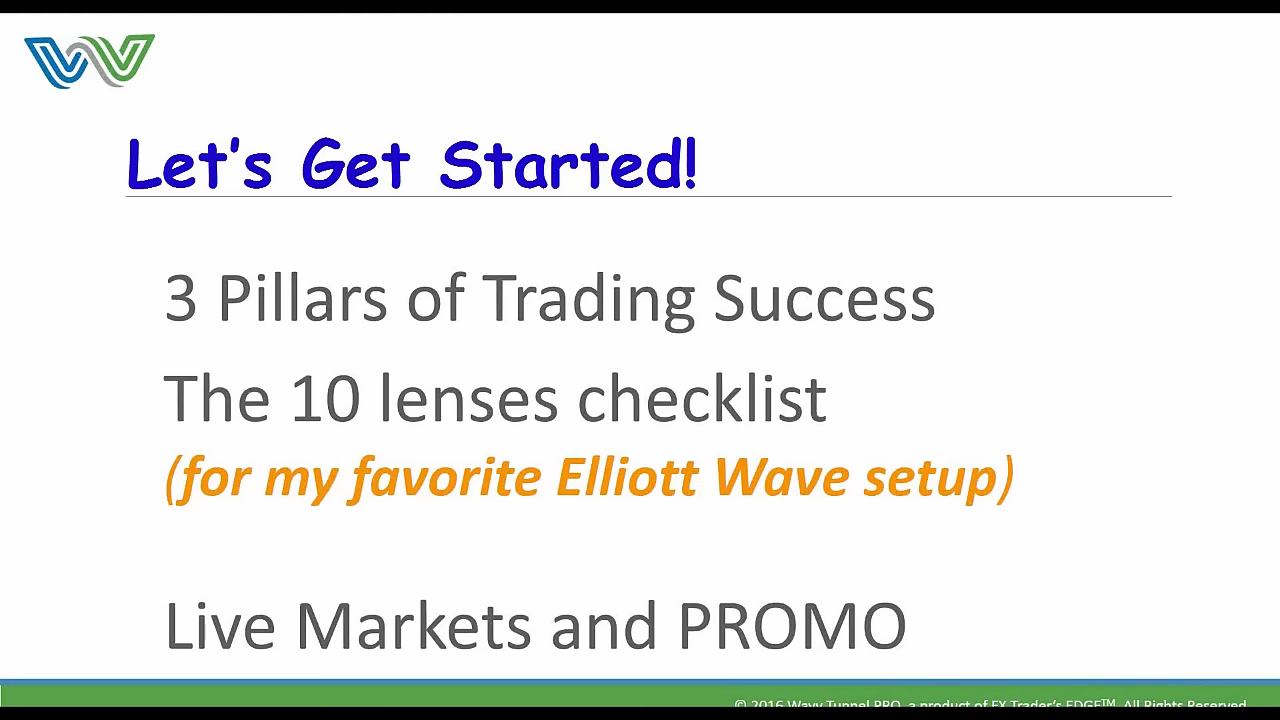 Let's Get Started!
3 Pillars of Trading Success
The 10 lenses checklist
(for my favorite Elliott Wave setup)
Live Markets and PROMO
© 2016 Wavy Tunnel PRO, a product of FX Trader's EDGE™. All Rights Reserved